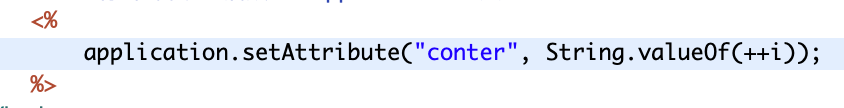 <%
application.setAttribute("conter", String.valueOf(++i));
%>